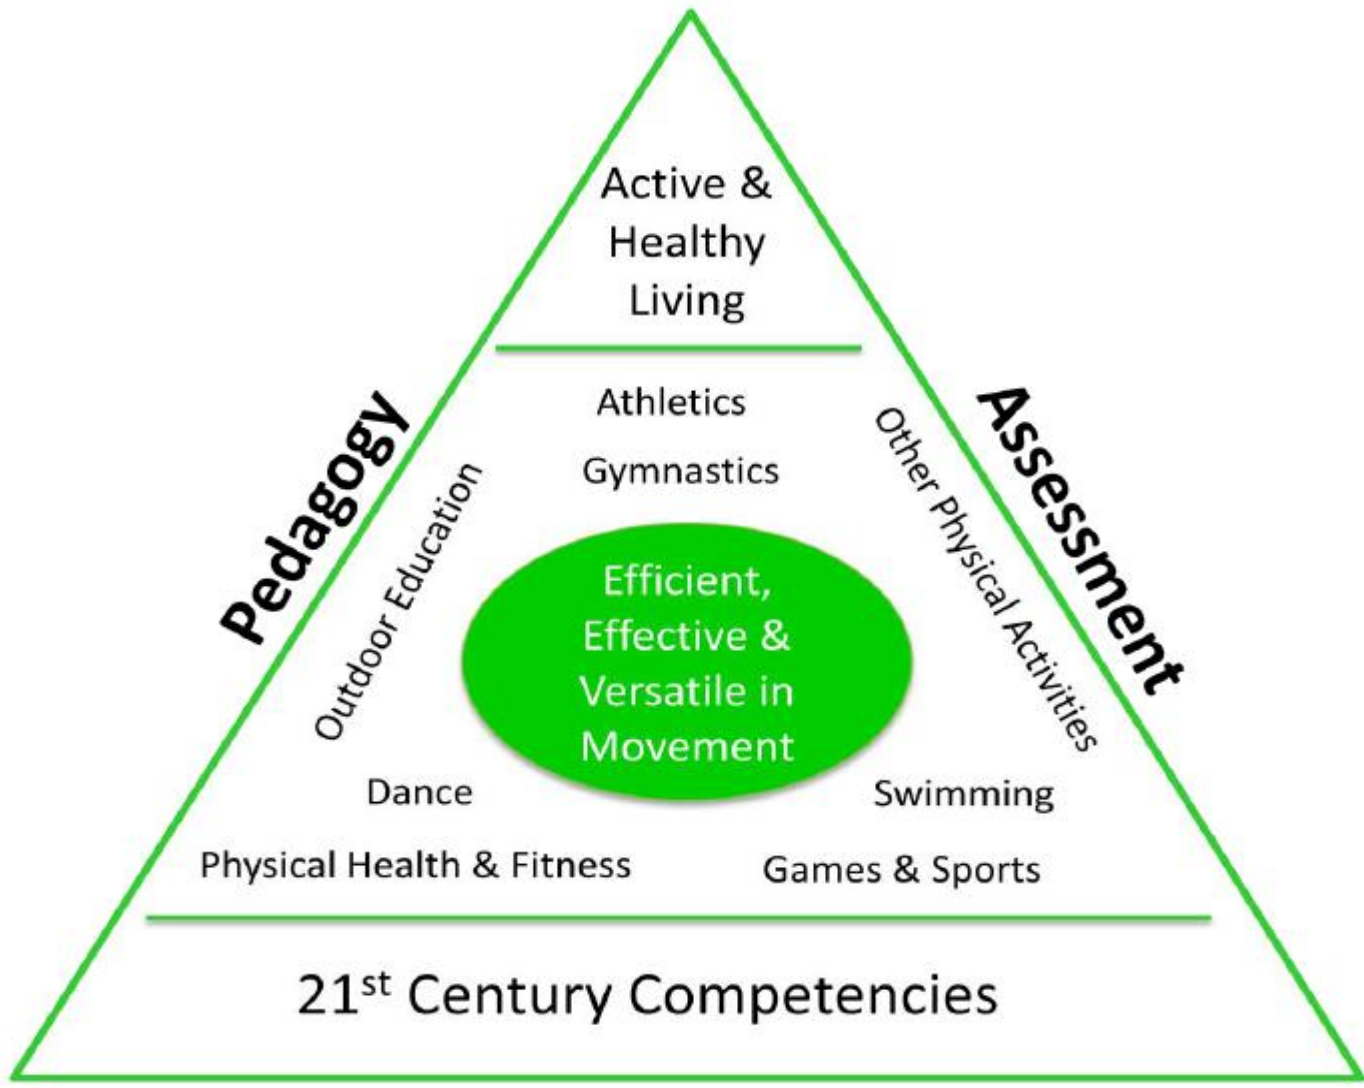 Active &
Healthy
Living
Athletics
Gymnastics
Pedagogy
Outdoor Education
Efficient,
Effective &
Versatile in
Movement
Other Physical Activities
Assessment
Dance
Swimming
Physical Health & Fitness
Games & Sports
21st Century Competencies